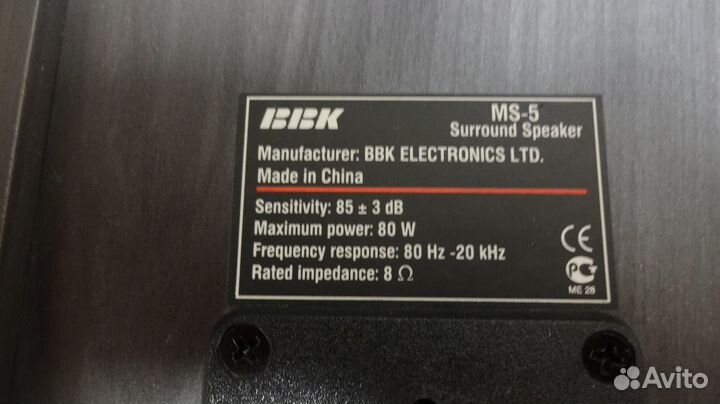 BBK
MS-5
Surround Speaker
Manufacturer: BBK ELECTRONICS LTD.
Made in China
Sensitivity: 85 ± 3 dB
Maximum power: 80 W
Frequency response: 80 Hz -20 kHz
Rated impedance: 8 Ω
CE
PC
ME 28
Avito